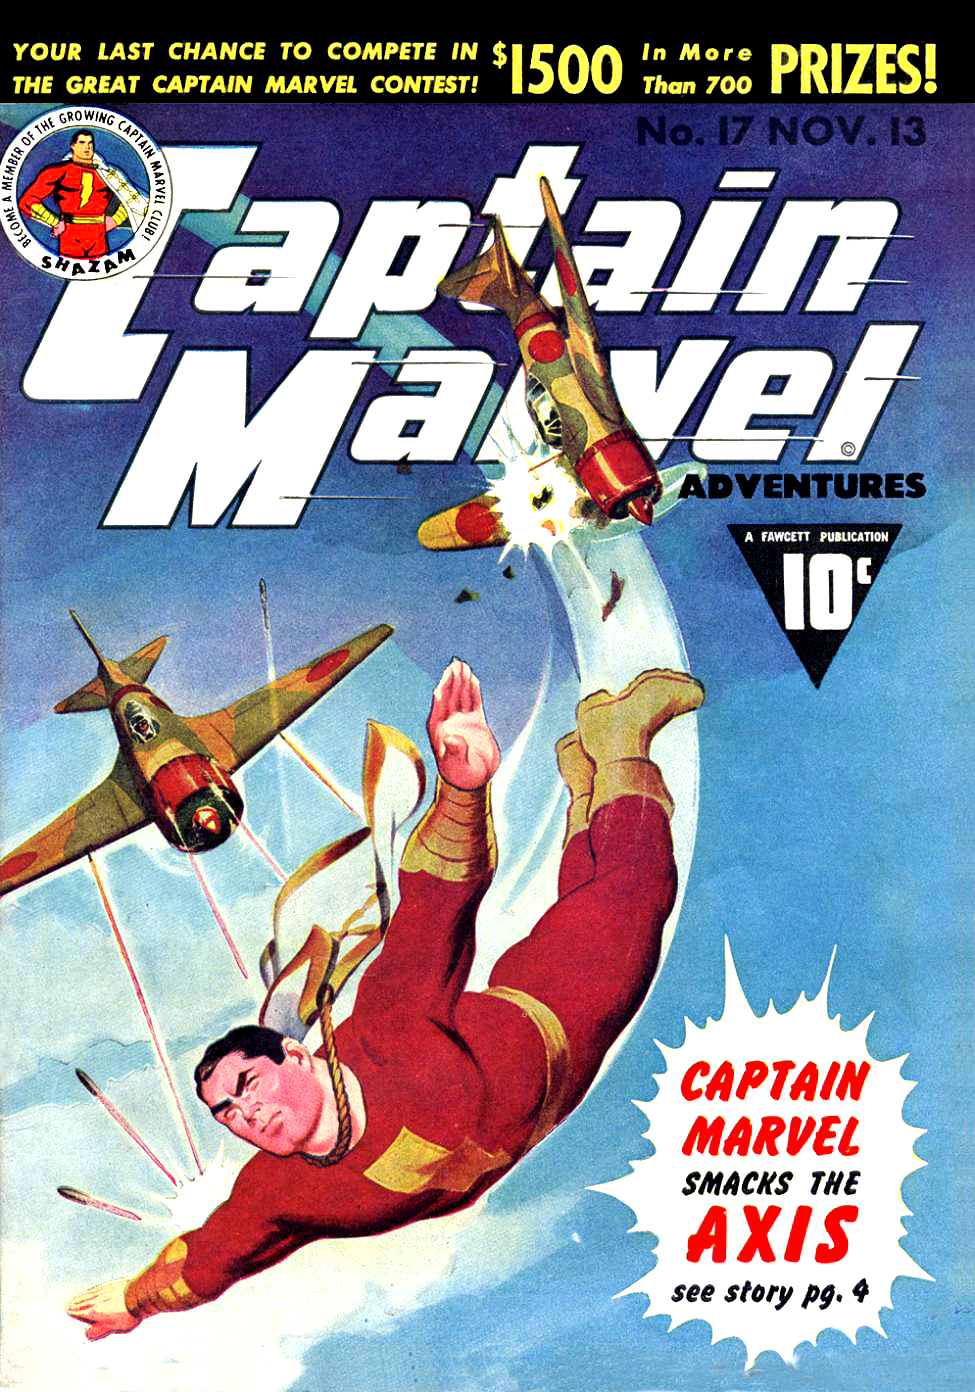 YOUR LAST CHANCE TO COMPETE IN
THE GREAT CAPTAIN MARVEL CONTEST!
$1500
In More
Than 700
PRIZES!
BECOME A MEMBER OF THE GROWING CAPTAIN MARVEL CLUB!
SHAZAM
No. 17 NOV. 13
Captain
Marvel
©
ADVENTURES
A FAWCETT PUBLICATION
10¢
CAPTAIN
MARVEL
SMACKS THE
AXIS
see story pg. 4